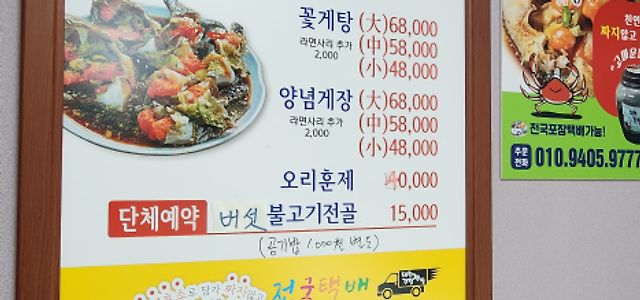 꽃게탕 (大)68,000
라면사리 추가 (中)58,000
2,000 (小)48,000
양념게장 (大)68,000
라면사리 추가 (中)58,000
2,000 (小)48,000
오리훈제 40,000
단체예약 버섯불고기전골 15,000
(공기밥 1,000원 별도)
전국택배
천연
짜지않고
전국포장택배가능!
주문전화 010.9405.9777